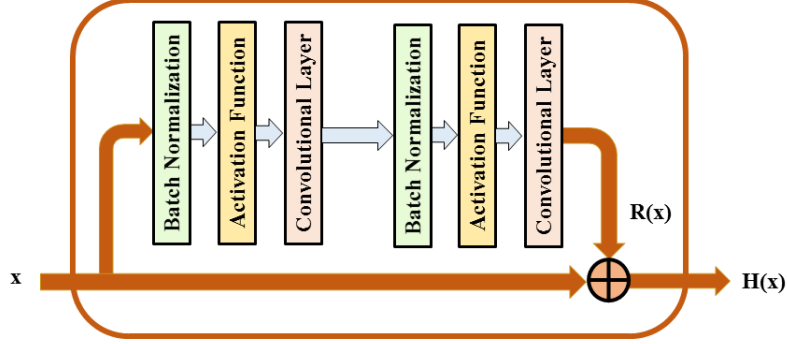 Batch Normalization
Activation Function
Convolutional Layer
Batch Normalization
Activation Function
Convolutional Layer
R(x)
x
H(x)